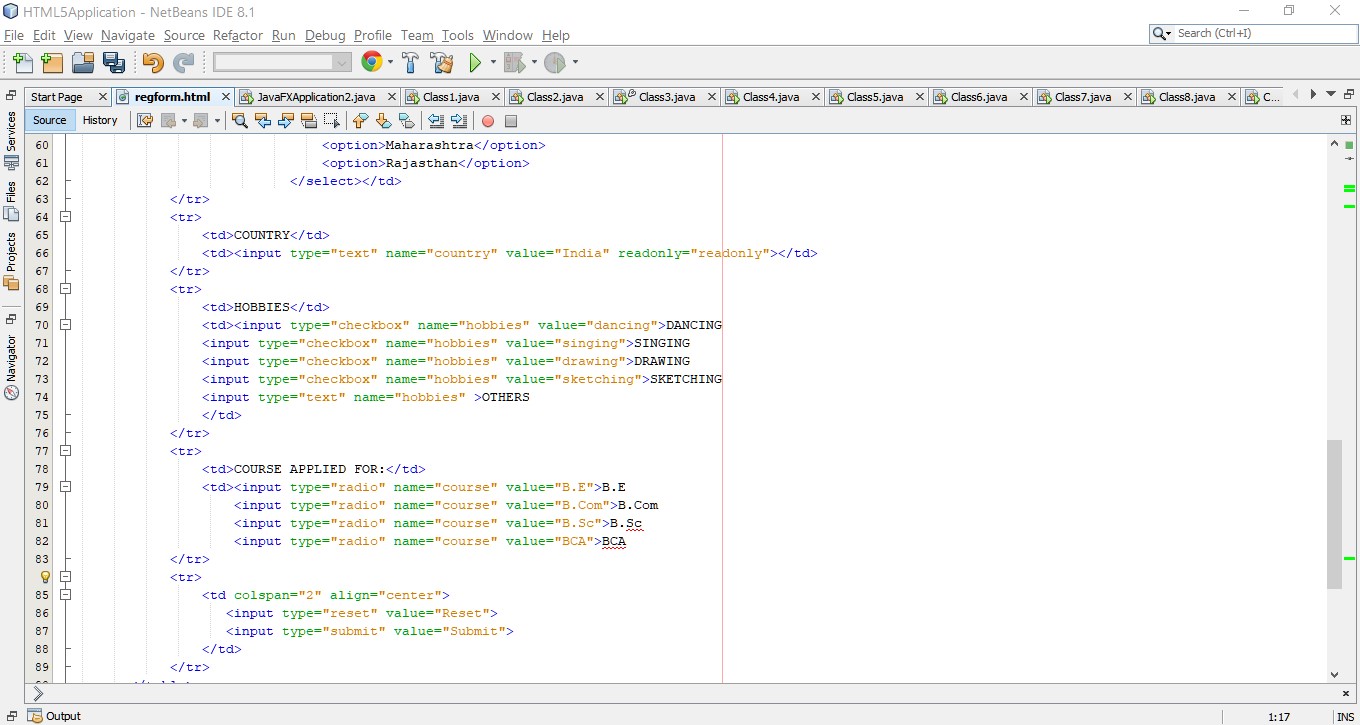 HTML5Application - NetBeans IDE 8.1
File Edit View Navigate Source Refactor Run Debug Profile Team Tools Window Help
Search (Ctrl+I)
Start Page regform.html JavaFXApplication2.java Class1.java Class2.java Class3.java Class4.java Class5.java Class6.java Class7.java Class8.java C...
Source History
Services
Files
Projects
Navigator
60 <option>Maharashtra</option>
61 <option>Rajasthan</option>
62 </select></td>
63 </tr>
64 <tr>
65 <td>COUNTRY</td>
66 <td><input type="text" name="country" value="India" readonly="readonly"></td>
67 </tr>
68 <tr>
69 <td>HOBBIES</td>
70 <td><input type="checkbox" name="hobbies" value="dancing">DANCING
71 <input type="checkbox" name="hobbies" value="singing">SINGING
72 <input type="checkbox" name="hobbies" value="drawing">DRAWING
73 <input type="checkbox" name="hobbies" value="sketching">SKETCHING
74 <input type="text" name="hobbies" >OTHERS
75 </td>
76 </tr>
77 <tr>
78 <td>COURSE APPLIED FOR:</td>
79 <td><input type="radio" name="course" value="B.E">B.E
80 <input type="radio" name="course" value="B.Com">B.Com
81 <input type="radio" name="course" value="B.Sc">B.Sc
82 <input type="radio" name="course" value="BCA">BCA
83 </tr>
<tr>
85 <td colspan="2" align="center">
86 <input type="reset" value="Reset">
87 <input type="submit" value="Submit">
88 </td>
89 </tr>
Output
1:17 INS